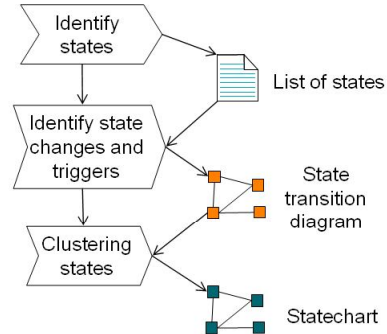 Identify
states
List of states
Identify state
changes and
triggers
State
transition
diagram
Clustering
states
Statechart